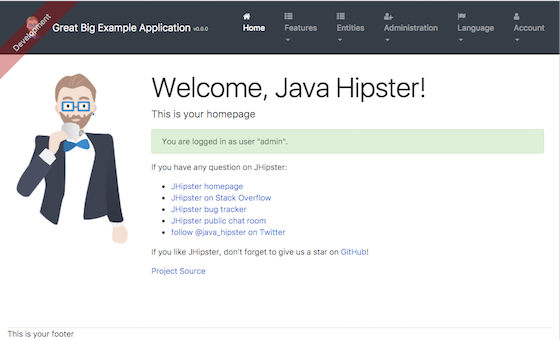 Development
Great Big Example Application v0.0.0
Home
Features
Entities
Administration
Language
Account
Welcome, Java Hipster!
This is your homepage
You are logged in as user "admin".
If you have any question on JHipster:
JHipster homepage
JHipster on Stack Overflow
JHipster bug tracker
JHipster public chat room
follow @java_hipster on Twitter
If you like JHipster, don't forget to give us a star on GitHub!
Project Source
This is your footer